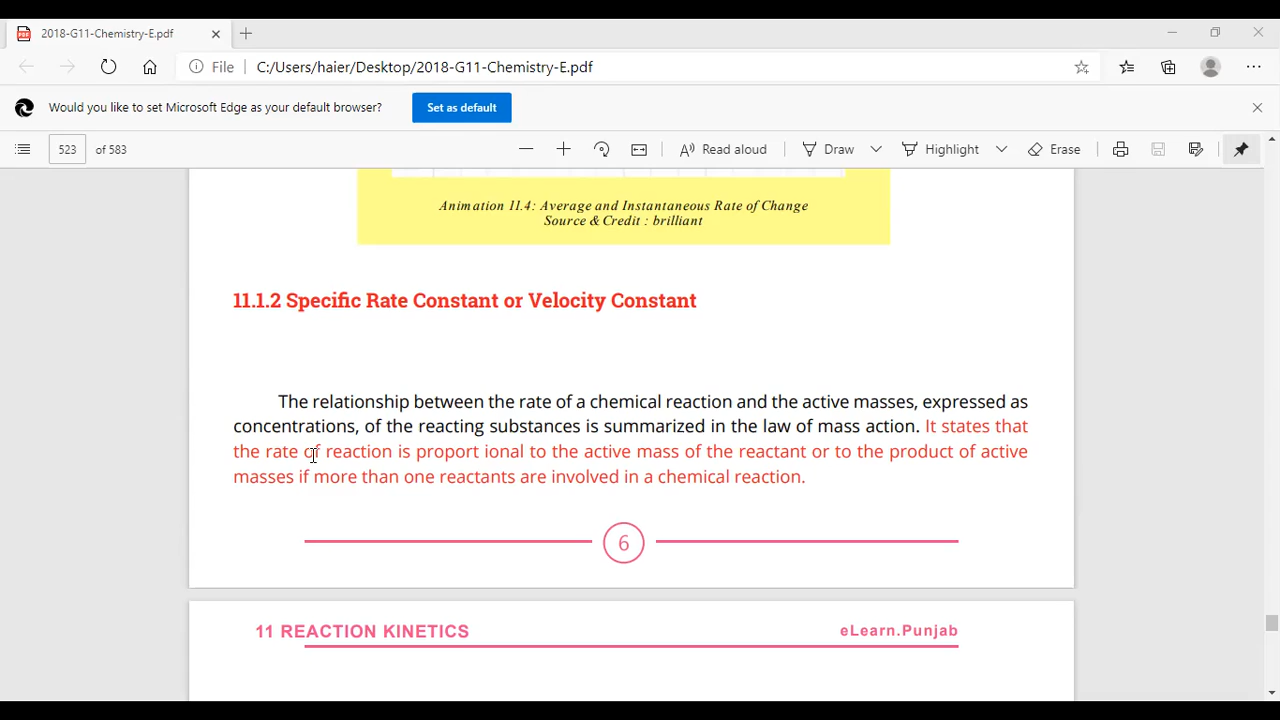 2018-G11-Chemistry-E.pdf
File
C:/Users/haier/Desktop/2018-G11-Chemistry-E.pdf
Would you like to set Microsoft Edge as your default browser?
Set as default
523 of 583
Read aloud
Draw
Highlight
Erase
Animation 11.4: Average and Instantaneous Rate of Change
Source & Credit : brilliant
11.1.2 Specific Rate Constant or Velocity Constant
The relationship between the rate of a chemical reaction and the active masses, expressed as
concentrations, of the reacting substances is summarized in the law of mass action. It states that
the rate of reaction is proport ional to the active mass of the reactant or to the product of active
masses if more than one reactants are involved in a chemical reaction.
6
11 REACTION KINETICS
eLearn.Punjab